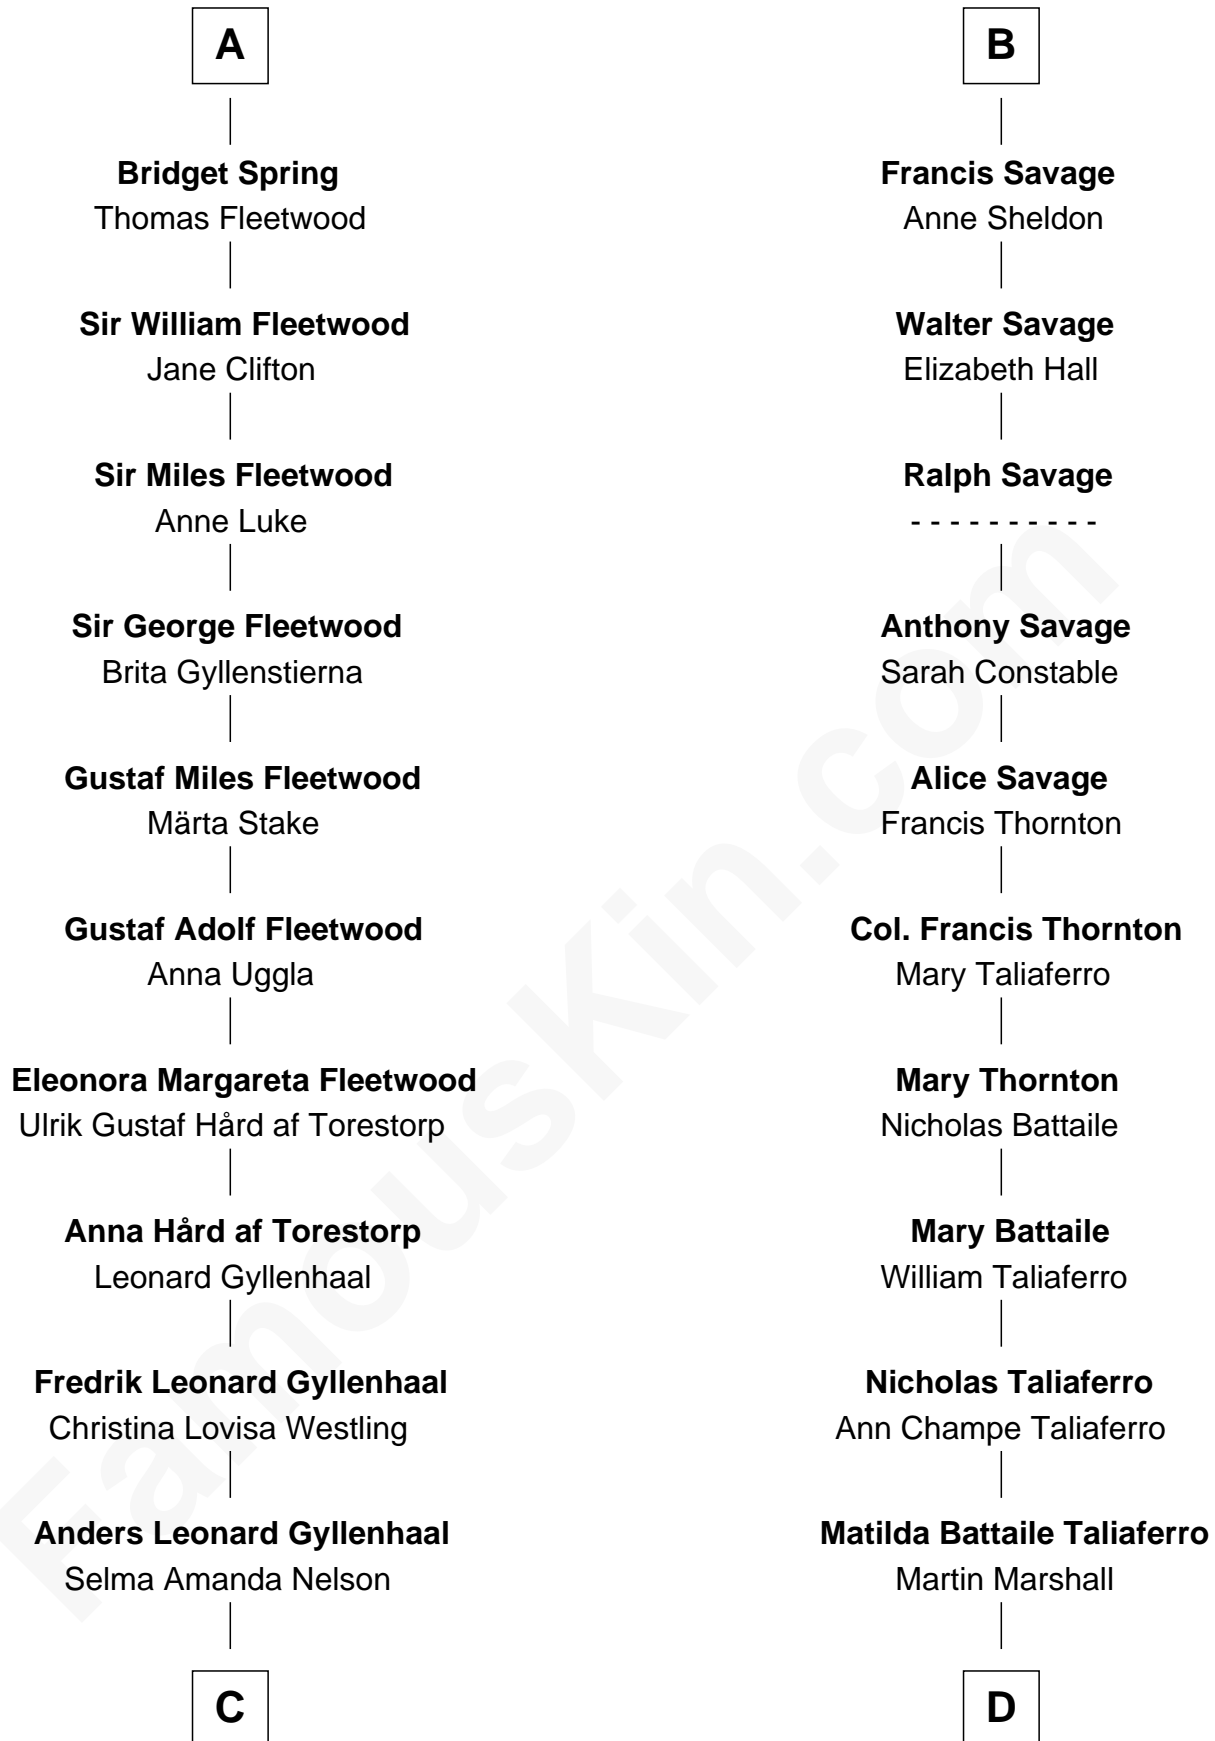 A
Bridget Spring
Thomas Fleetwood
Sir William Fleetwood
Jane Clifton
Sir Miles Fleetwood
Anne Luke
Sir George Fleetwood
Brita Gyllenstierna
Gustaf Miles Fleetwood
Märta Stake
Gustaf Adolf Fleetwood
Anna Uggla
Eleonora Margareta Fleetwood
Ulrik Gustaf Hård af Torestorp
Anna Hård af Torestorp
Leonard Gyllenhaal
Fredrik Leonard Gyllenhaal
Christina Lovisa Westling
Anders Leonard Gyllenhaal
Selma Amanda Nelson
C
B
Francis Savage
Anne Sheldon
Walter Savage
Elizabeth Hall
Ralph Savage
- - - - - - - - - -
Anthony Savage
Sarah Constable
Alice Savage
Francis Thornton
Col. Francis Thornton
Mary Taliaferro
Mary Thornton
Nicholas Battaile
Mary Battaile
William Taliaferro
Nicholas Taliaferro
Ann Champe Taliaferro
Matilda Battaile Taliaferro
Martin Marshall
D
FamousKin.com